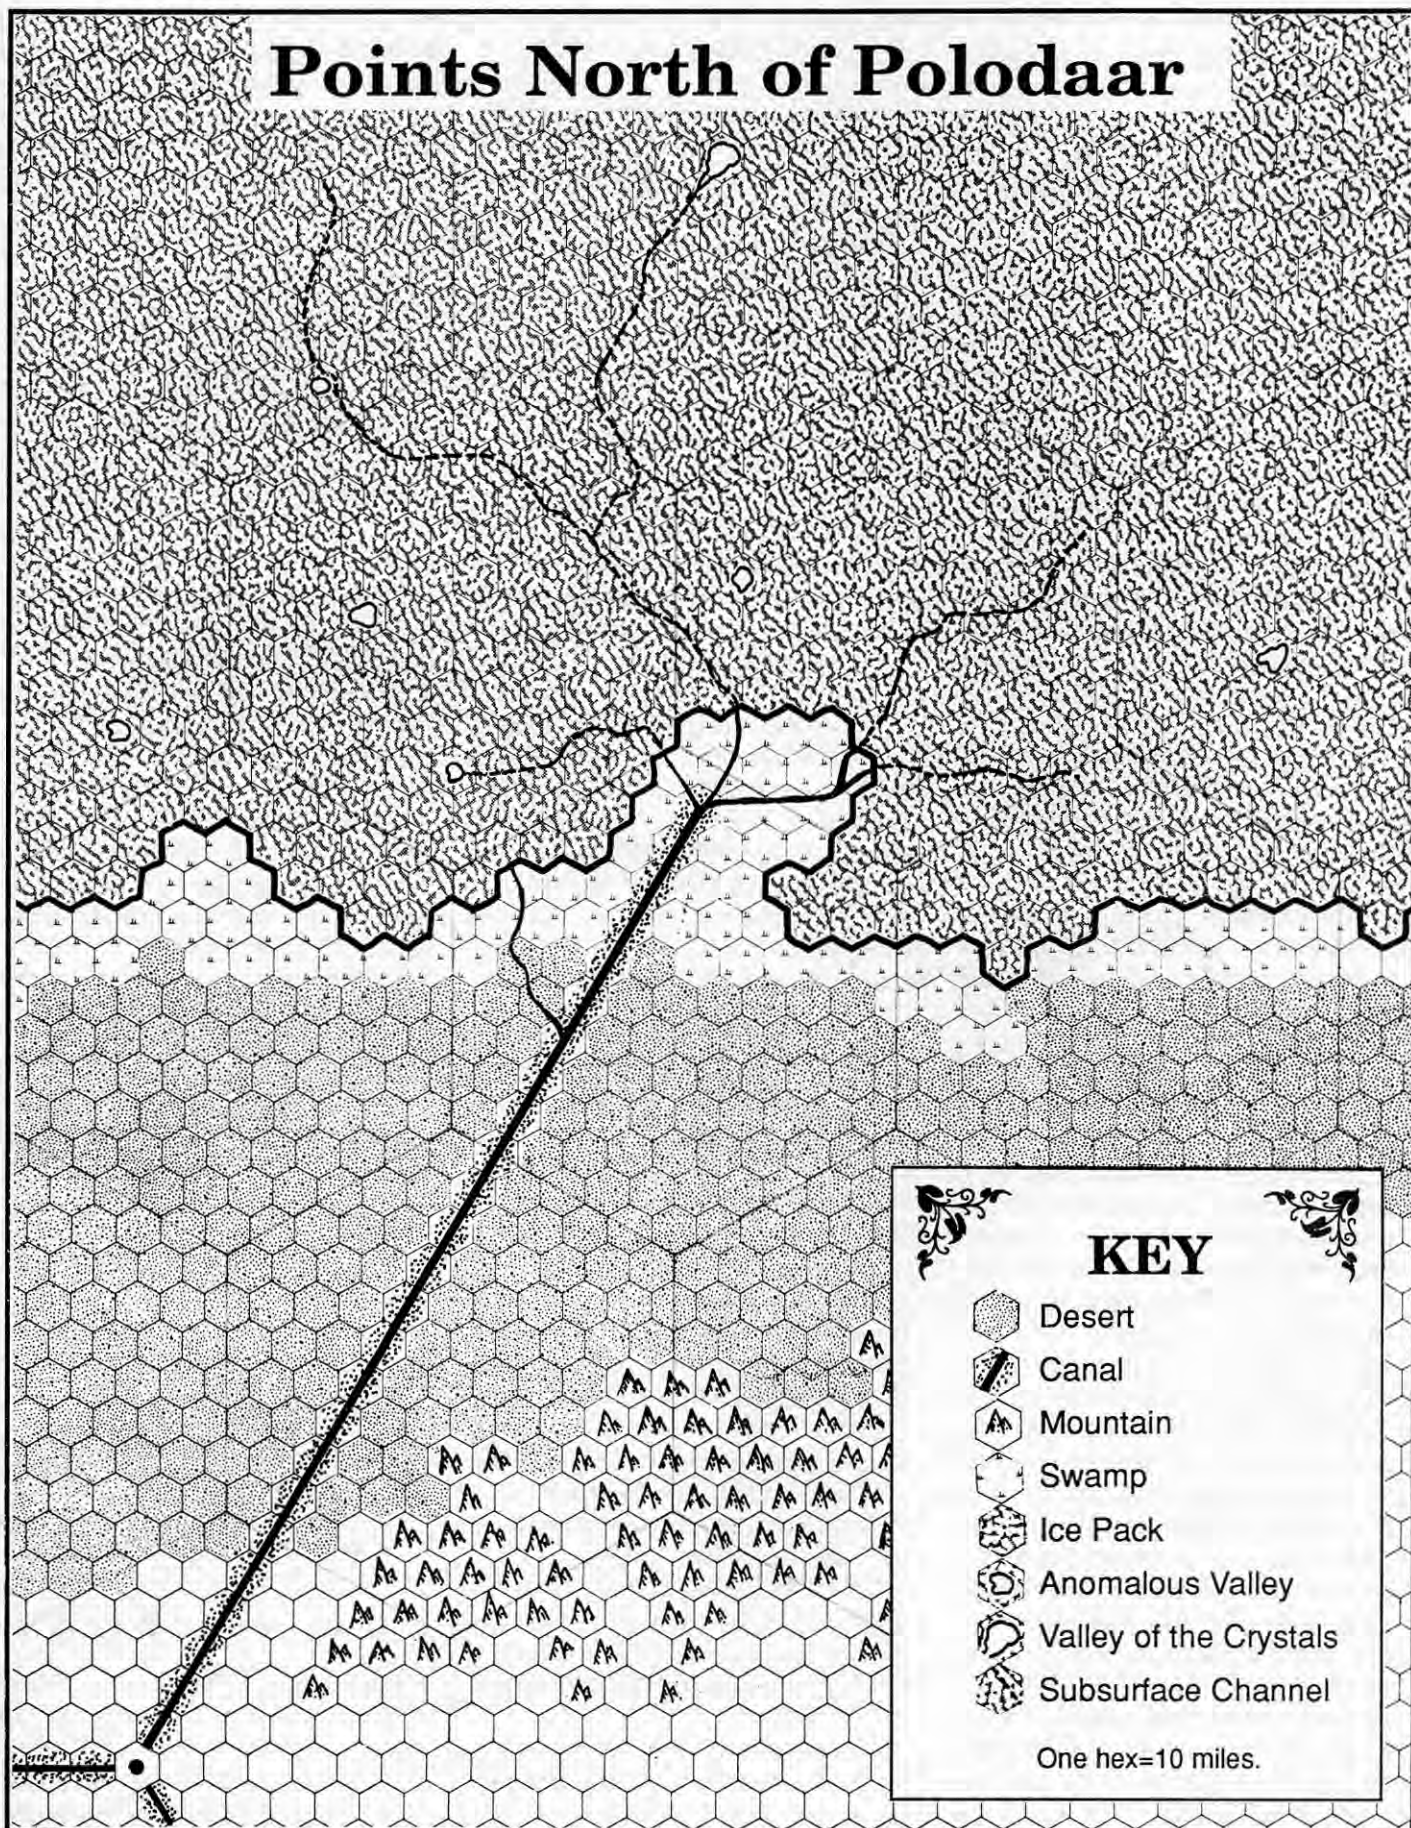 Points North of Polodaar
KEY
Desert
Canal
Mountain
Swamp
Ice Pack
Anomalous Valley
Valley of the Crystals
Subsurface Channel
One hex=10 miles.